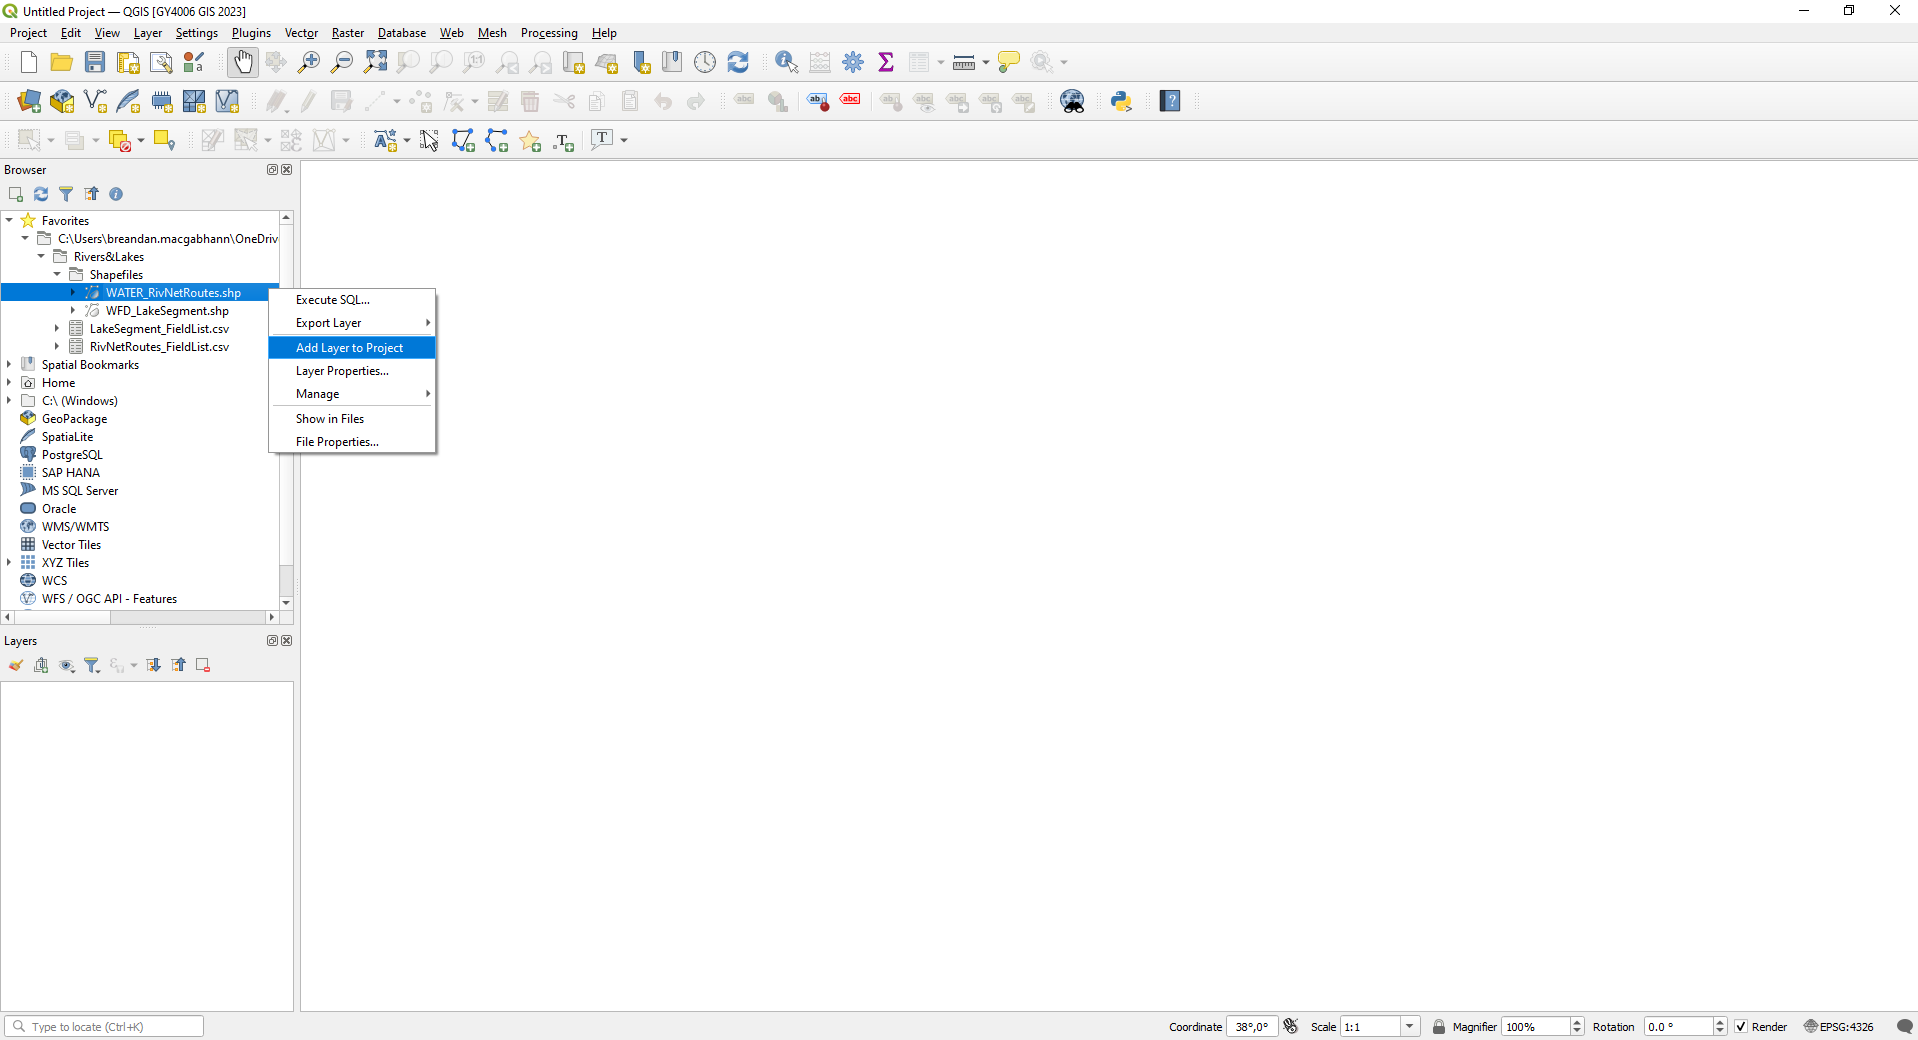 Untitled Project — QGIS [GY4006 GIS 2023]
Project Edit View Layer Settings Plugins Vector Raster Database Web Mesh Processing Help
Browser
Favorites
C:\Users\breandan.macgabhann\OneDriv
Rivers&Lakes
Shapefiles
WATER_RivNetRoutes.shp
WFD_LakeSegment.shp
LakeSegment_FieldList.csv
RivNetRoutes_FieldList.csv
Spatial Bookmarks
Home
C:\ (Windows)
GeoPackage
SpatiaLite
PostgreSQL
SAP HANA
MS SQL Server
Oracle
WMS/WMTS
Vector Tiles
XYZ Tiles
WCS
WFS / OGC API - Features
Execute SQL...
Export Layer
Add Layer to Project
Layer Properties...
Manage
Show in Files
File Properties...
Layers
Type to locate (Ctrl+K)
Coordinate 38°,0° Scale 1:1 Magnifier 100% Rotation 0.0 ° Render EPSG:4326